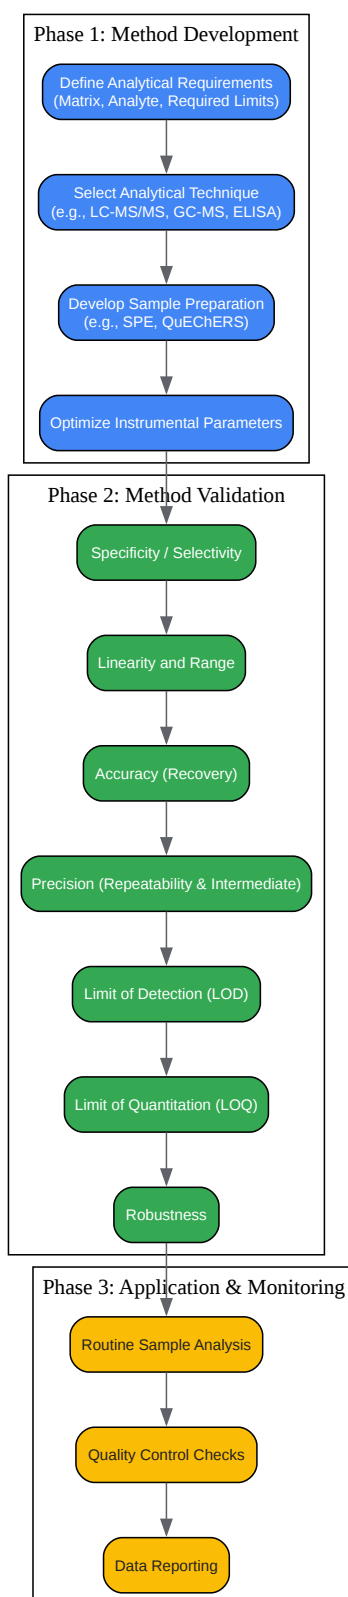 Phase 1: Method Development
Define Analytical Requirements
(Matrix, Analyte, Required Limits)
Select Analytical Technique
(e.g., LC-MS/MS, GC-MS, ELISA)
Develop Sample Preparation
(e.g., SPE, QuEChERS)
Optimize Instrumental Parameters
Phase 2: Method Validation
Specificity / Selectivity
Linearity and Range
Accuracy (Recovery)
Precision (Repeatability & Intermediate)
Limit of Detection (LOD)
Limit of Quantitation (LOQ)
Robustness
Phase 3: Application & Monitoring
Routine Sample Analysis
Quality Control Checks
Data Reporting